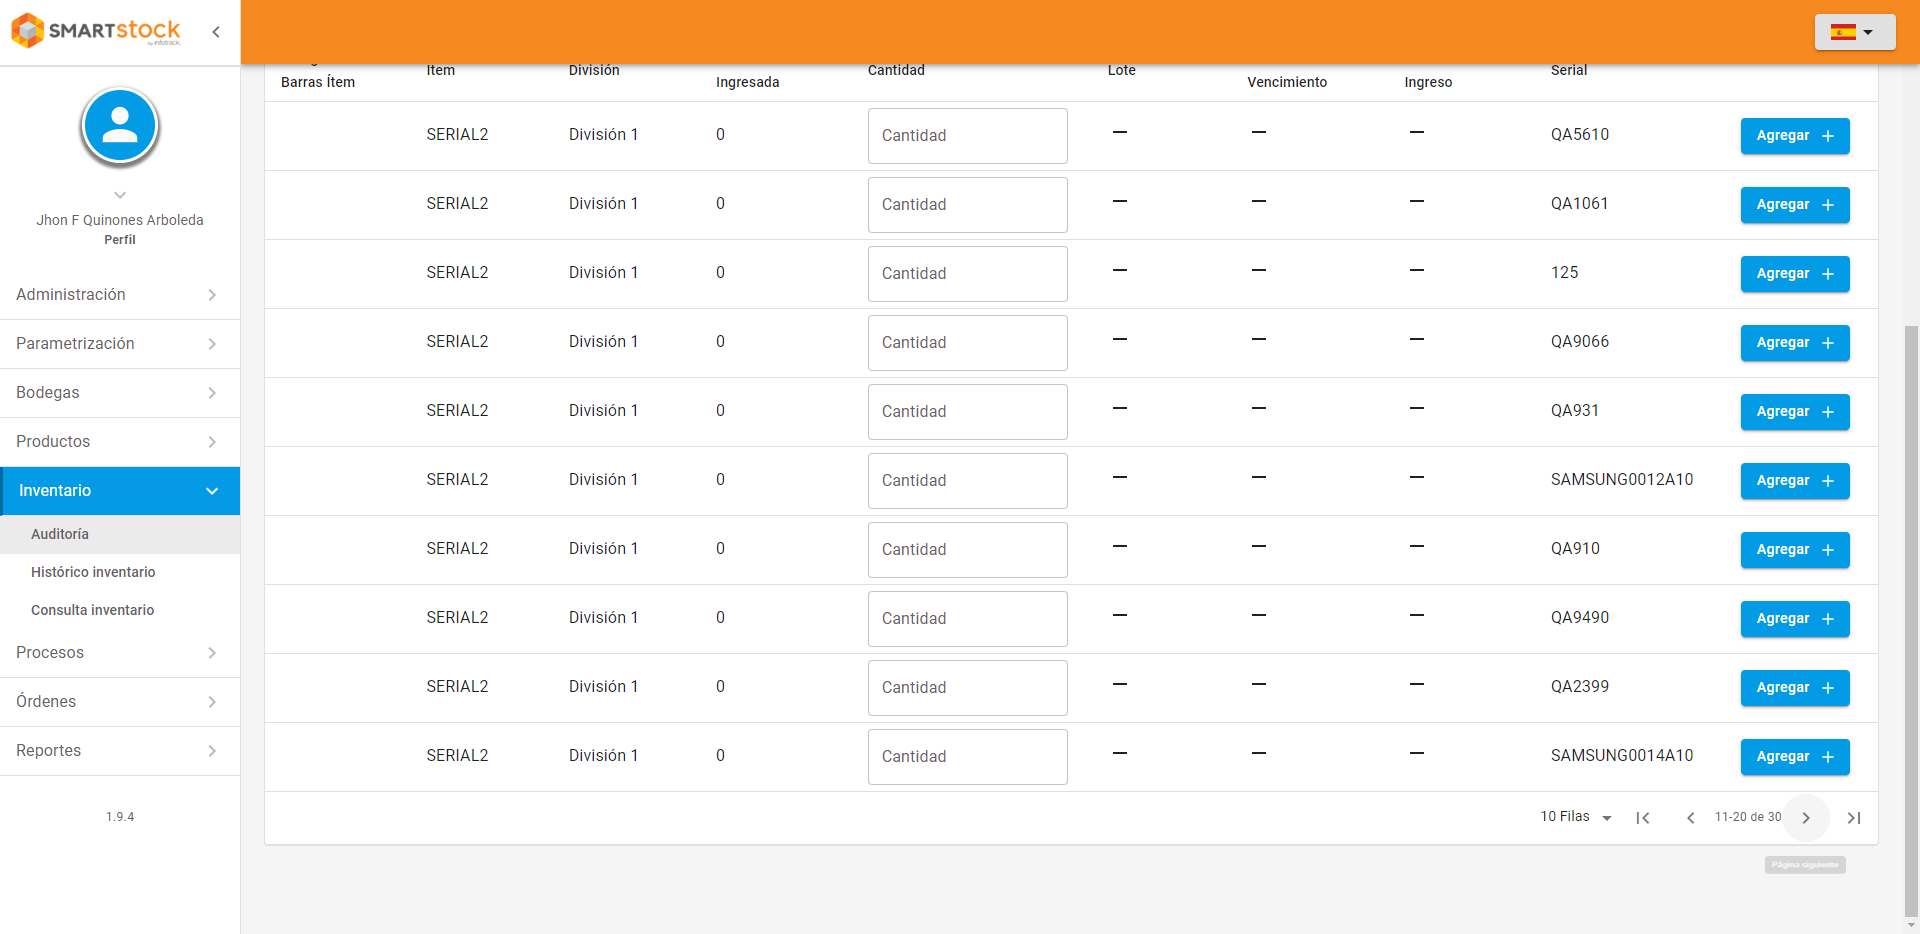 SMARTstock
by infotrack
Jhon F Quinones Arboleda
Perfil
Administración
Parametrización
Bodegas
Productos
Inventario
Auditoría
Histórico inventario
Consulta inventario
Procesos
Órdenes
Reportes
1.9.4
Barras Ítem Item División Ingresada Cantidad Lote Vencimiento Ingreso Serial
SERIAL2 División 1 0 Cantidad — — — QA5610 Agregar +
SERIAL2 División 1 0 Cantidad — — — QA1061 Agregar +
SERIAL2 División 1 0 Cantidad — — — 125 Agregar +
SERIAL2 División 1 0 Cantidad — — — QA9066 Agregar +
SERIAL2 División 1 0 Cantidad — — — QA931 Agregar +
SERIAL2 División 1 0 Cantidad — — — SAMSUNG0012A10 Agregar +
SERIAL2 División 1 0 Cantidad — — — QA910 Agregar +
SERIAL2 División 1 0 Cantidad — — — QA9490 Agregar +
SERIAL2 División 1 0 Cantidad — — — QA2399 Agregar +
SERIAL2 División 1 0 Cantidad — — — SAMSUNG0014A10 Agregar +
10 Filas 11-20 de 30
Página siguiente